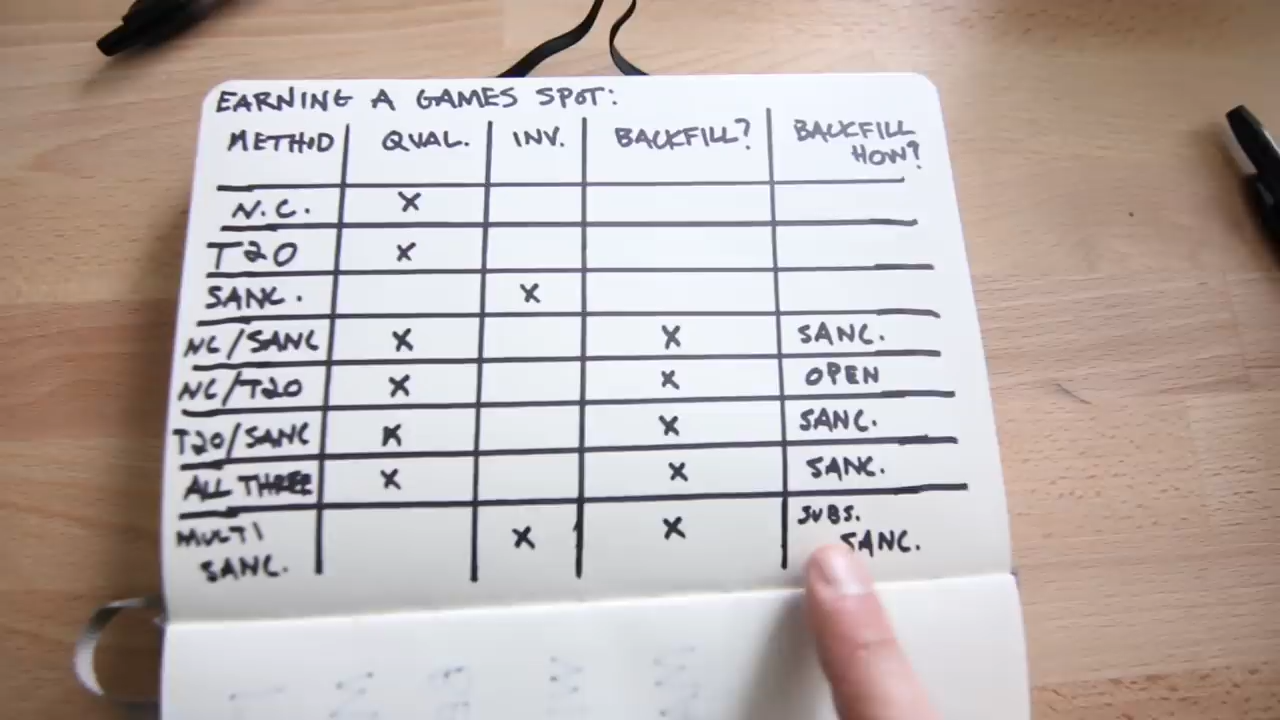 EARNING A GAMES SPOT:
METHOD QUAL. INV. BACKFILL? BACKFILL HOW?
N.C. X
T20 X
SANC. X
NC/SANC X X SANC.
NC/T20 X X OPEN
T20/SANC X X SANC.
ALL THREE X X SANC.
MULTI SANC. X X SUBS. SANC.